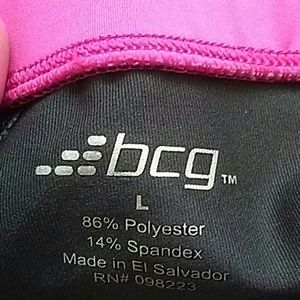 bcg™
L
86% Polyester
14% Spandex
Made in El Salvador
RN# 098223